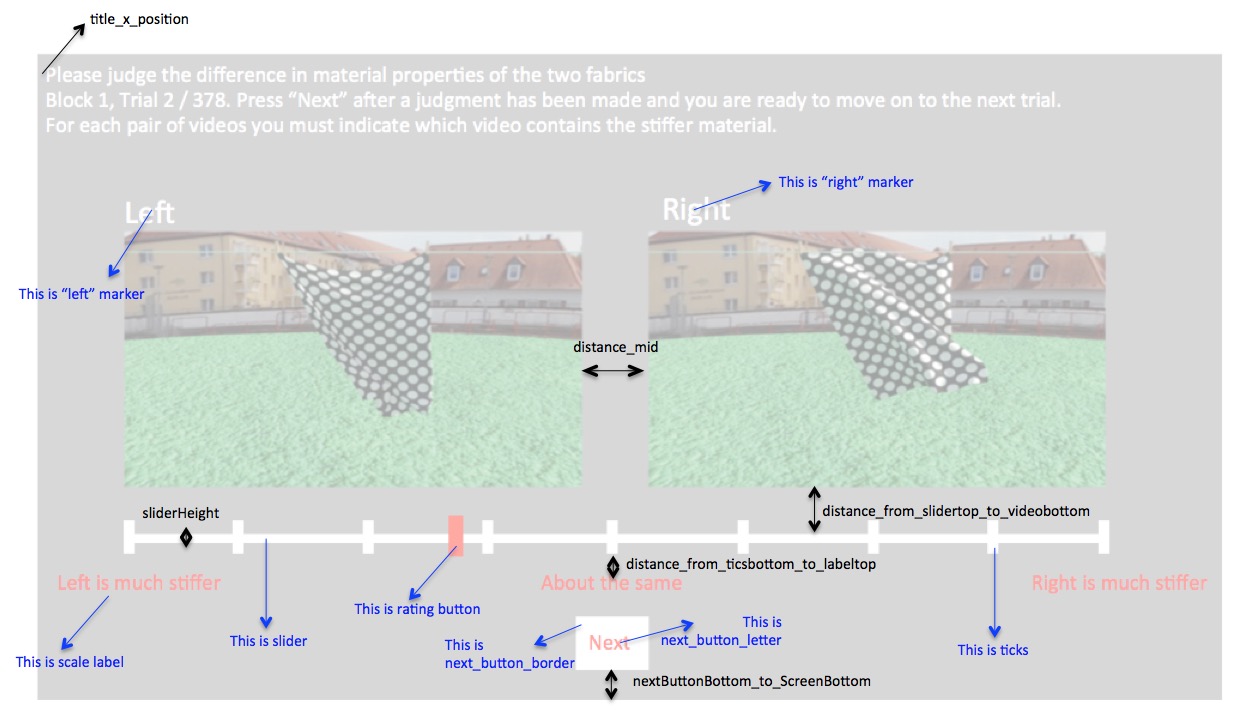 title_x_position
Please judge the difference in material properties of the two fabrics
Block 1, Trial 2 / 378. Press “Next” after a judgment has been made and you are ready to move on to the next trial.
For each pair of videos you must indicate which video contains the stiffer material.
This is “right” marker
Left
Right
This is “left” marker
distance_mid
sliderHeight
distance_from_slidertop_to_videobottom
distance_from_ticsbottom_to_labeltop
Left is much stiffer
About the same
Right is much stiffer
This is rating button
This is slider
This is
next_button_border
Next
This is
next_button_letter
This is ticks
This is scale label
nextButtonBottom_to_ScreenBottom